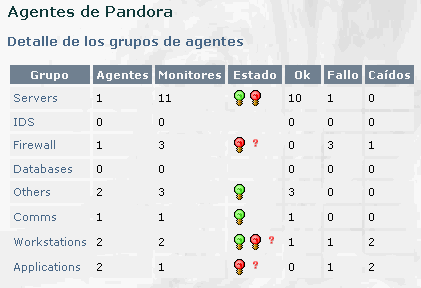 Agentes de Pandora
Detalle de los grupos de agentes
Grupo Agentes Monitores Estado Ok Fallo Caídos
Servers 1 11 10 1 0
IDS 0 0 0 0 0
Firewall 1 3 ? 0 3 1
Databases 0 0 0 0 0
Others 2 3 3 0 0
Comms 1 1 1 0 0
Workstations 2 2 ? 1 1 2
Applications 2 1 ? 0 1 2